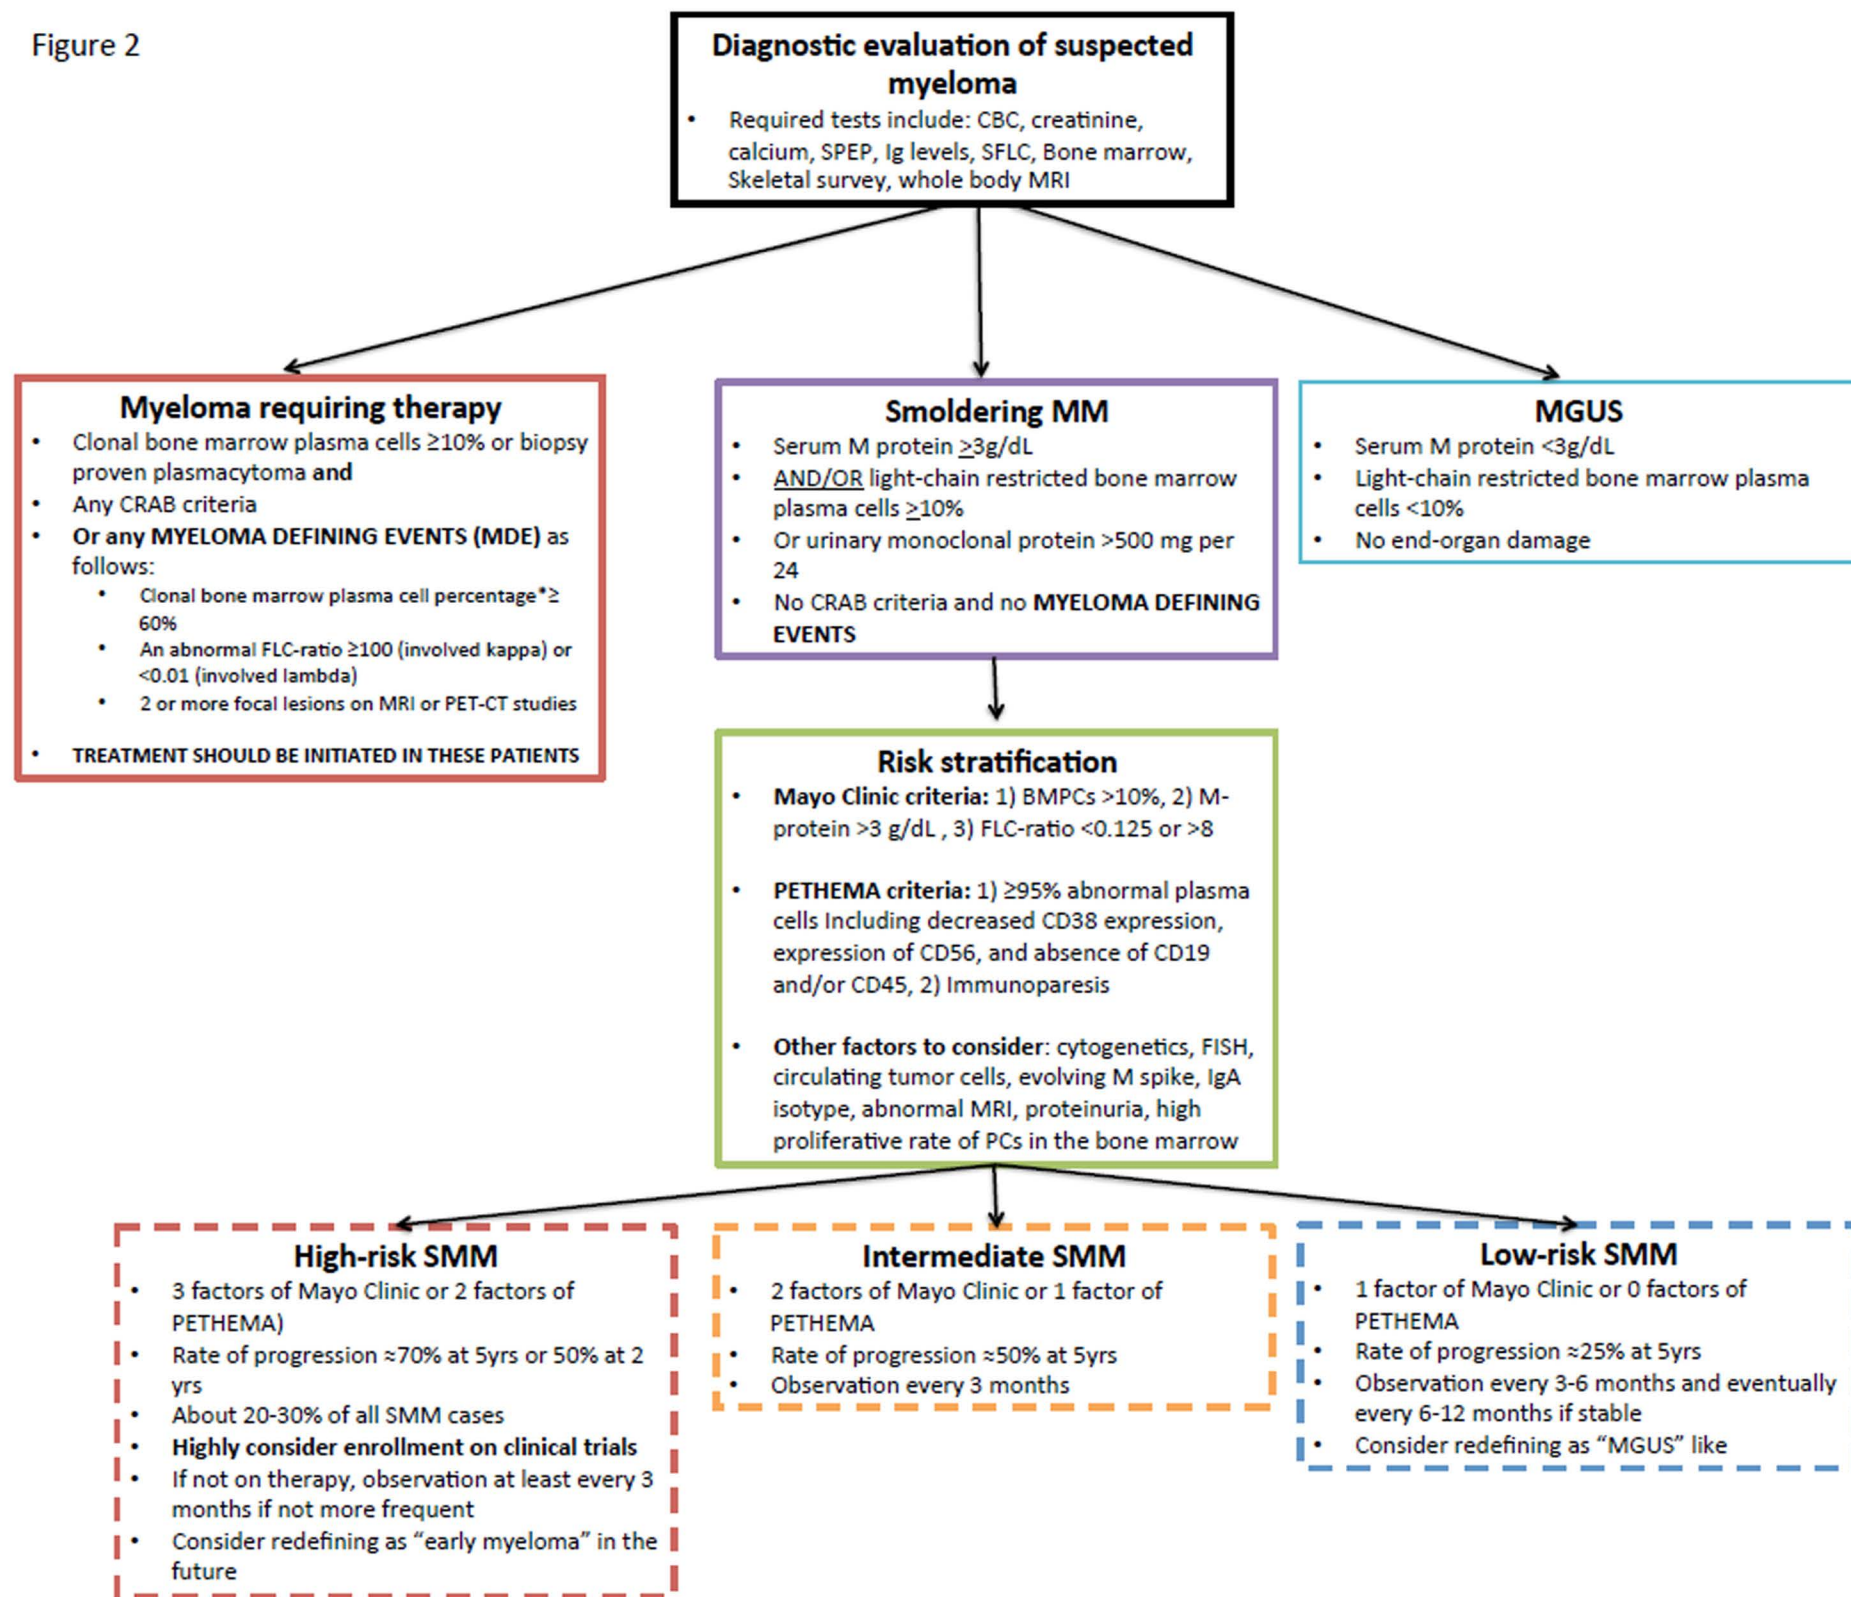 Figure 2
Diagnostic evaluation of suspected
myeloma
• Required tests include: CBC, creatinine,
calcium, SPEP, Ig levels, SFLC, Bone marrow,
Skeletal survey, whole body MRI
Myeloma requiring therapy
• Clonal bone marrow plasma cells ≥10% or biopsy
proven plasmacytoma and
• Any CRAB criteria
• Or any MYELOMA DEFINING EVENTS (MDE) as
follows:
• Clonal bone marrow plasma cell percentage*≥
60%
• An abnormal FLC-ratio ≥100 (involved kappa) or
<0.01 (involved lambda)
• 2 or more focal lesions on MRI or PET-CT studies
• TREATMENT SHOULD BE INITIATED IN THESE PATIENTS
Smoldering MM
• Serum M protein ≥3g/dL
• AND/OR light-chain restricted bone marrow
plasma cells ≥10%
• Or urinary monoclonal protein >500 mg per
24
• No CRAB criteria and no MYELOMA DEFINING
EVENTS
MGUS
• Serum M protein <3g/dL
• Light-chain restricted bone marrow plasma
cells <10%
• No end-organ damage
Risk stratification
• Mayo Clinic criteria: 1) BMPCs >10%, 2) M-
protein >3 g/dL , 3) FLC-ratio <0.125 or >8
• PETHEMA criteria: 1) ≥95% abnormal plasma
cells Including decreased CD38 expression,
expression of CD56, and absence of CD19
and/or CD45, 2) Immunoparesis
• Other factors to consider: cytogenetics, FISH,
circulating tumor cells, evolving M spike, IgA
isotype, abnormal MRI, proteinuria, high
proliferative rate of PCs in the bone marrow
High-risk SMM
• 3 factors of Mayo Clinic or 2 factors of
PETHEMA)
• Rate of progression ≈70% at 5yrs or 50% at 2
yrs
• About 20-30% of all SMM cases
• Highly consider enrollment on clinical trials
• If not on therapy, observation at least every 3
months if not more frequent
• Consider redefining as “early myeloma” in the
future
Intermediate SMM
• 2 factors of Mayo Clinic or 1 factor of
PETHEMA
• Rate of progression ≈50% at 5yrs
• Observation every 3 months
Low-risk SMM
• 1 factor of Mayo Clinic or 0 factors of
PETHEMA
• Rate of progression ≈25% at 5yrs
• Observation every 3-6 months and eventually
every 6-12 months if stable
• Consider redefining as “MGUS” like